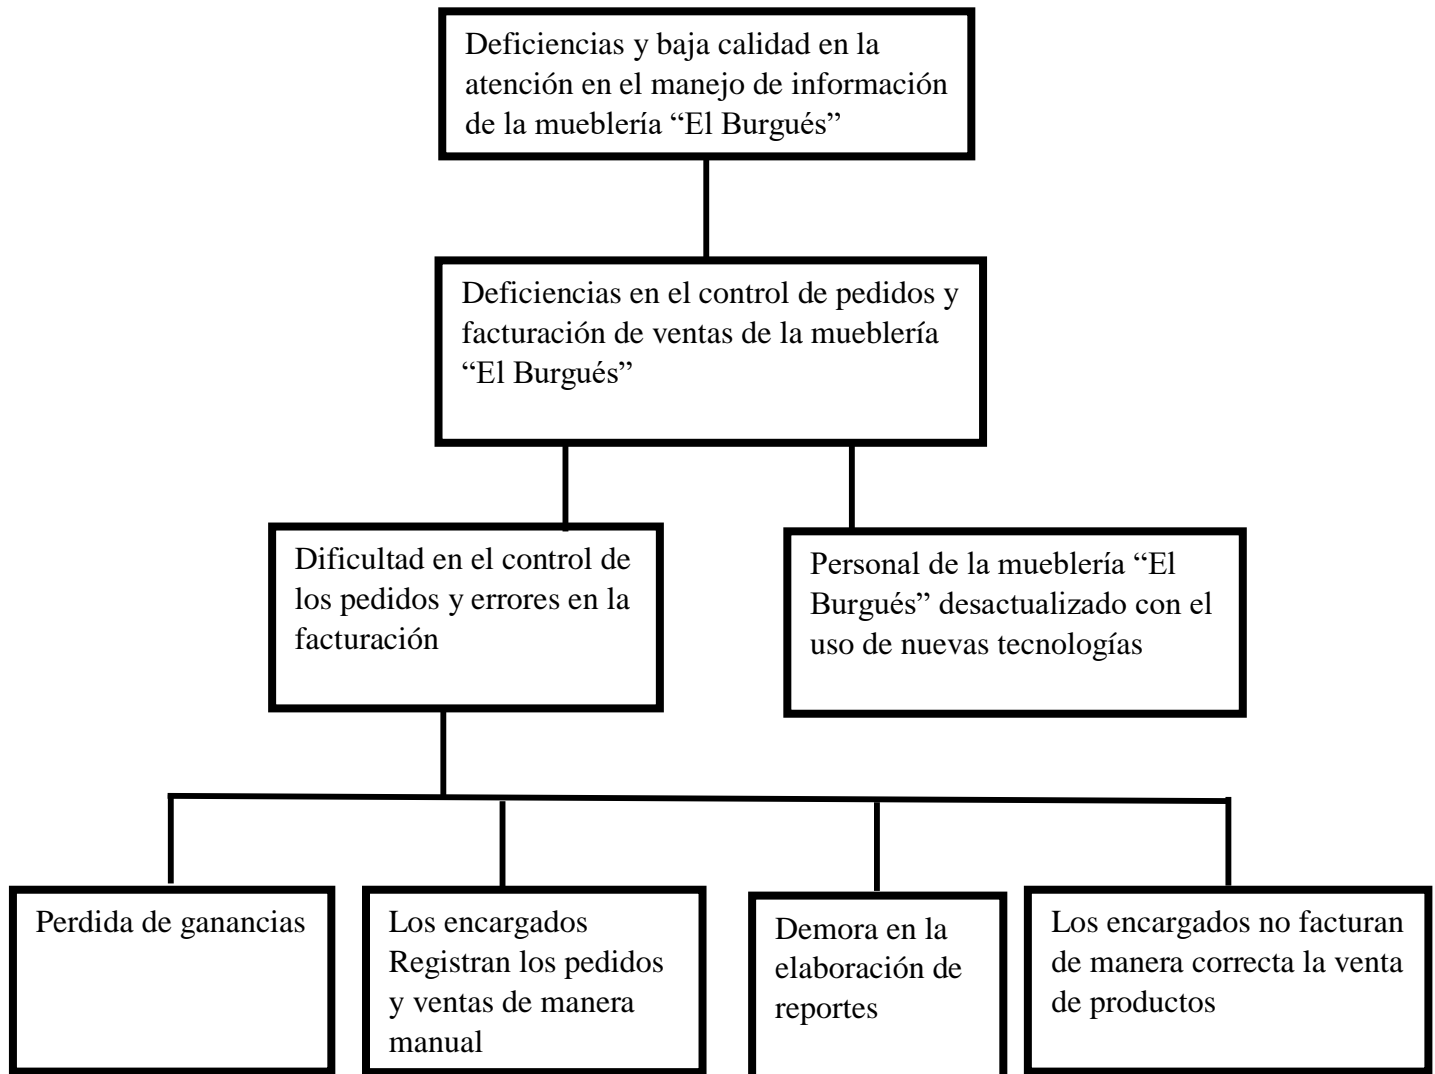 Deficiencias y baja calidad en la
atención en el manejo de información
de la mueblería “El Burgués”
Deficiencias en el control de pedidos y
facturación de ventas de la mueblería
“El Burgués”
Dificultad en el control de
los pedidos y errores en la
facturación
Personal de la mueblería “El
Burgués” desactualizado con el
uso de nuevas tecnologías
Perdida de ganancias
Los encargados
Registran los pedidos
y ventas de manera
manual
Demora en la
elaboración de
reportes
Los encargados no facturan
de manera correcta la venta
de productos